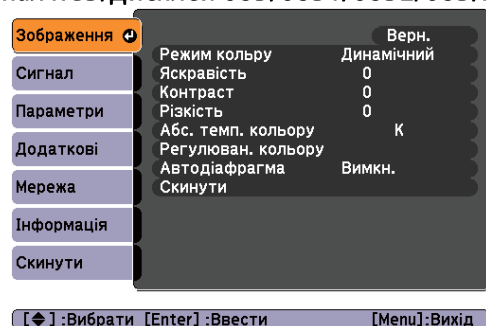 Зображення
Сигнал
Параметри
Додаткові
Мережа
Інформація
Скинути
Верн.
Режим кольру Динамічний
Яскравість 0
Контраст 0
Різкість 0
Абс. темп. кольору К
Регулюван. кольору
Автодіафрагма Вимкн.
Скинути
[ ] :Вибрати [Enter] :Ввести [Menu]:Вихід